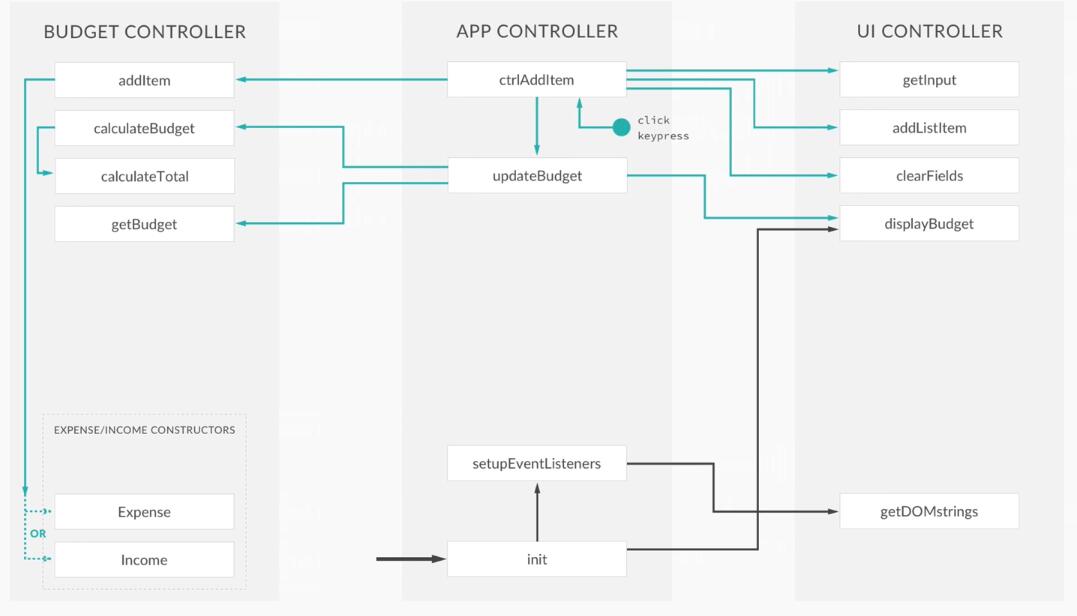 BUDGET CONTROLLER
addItem
calculateBudget
calculateTotal
getBudget
EXPENSE/INCOME CONSTRUCTORS
Expense
OR
Income
APP CONTROLLER
ctrlAddItem
click
keypress
updateBudget
setupEventListeners
init
UI CONTROLLER
getInput
addListItem
clearFields
displayBudget
getDOMstrings